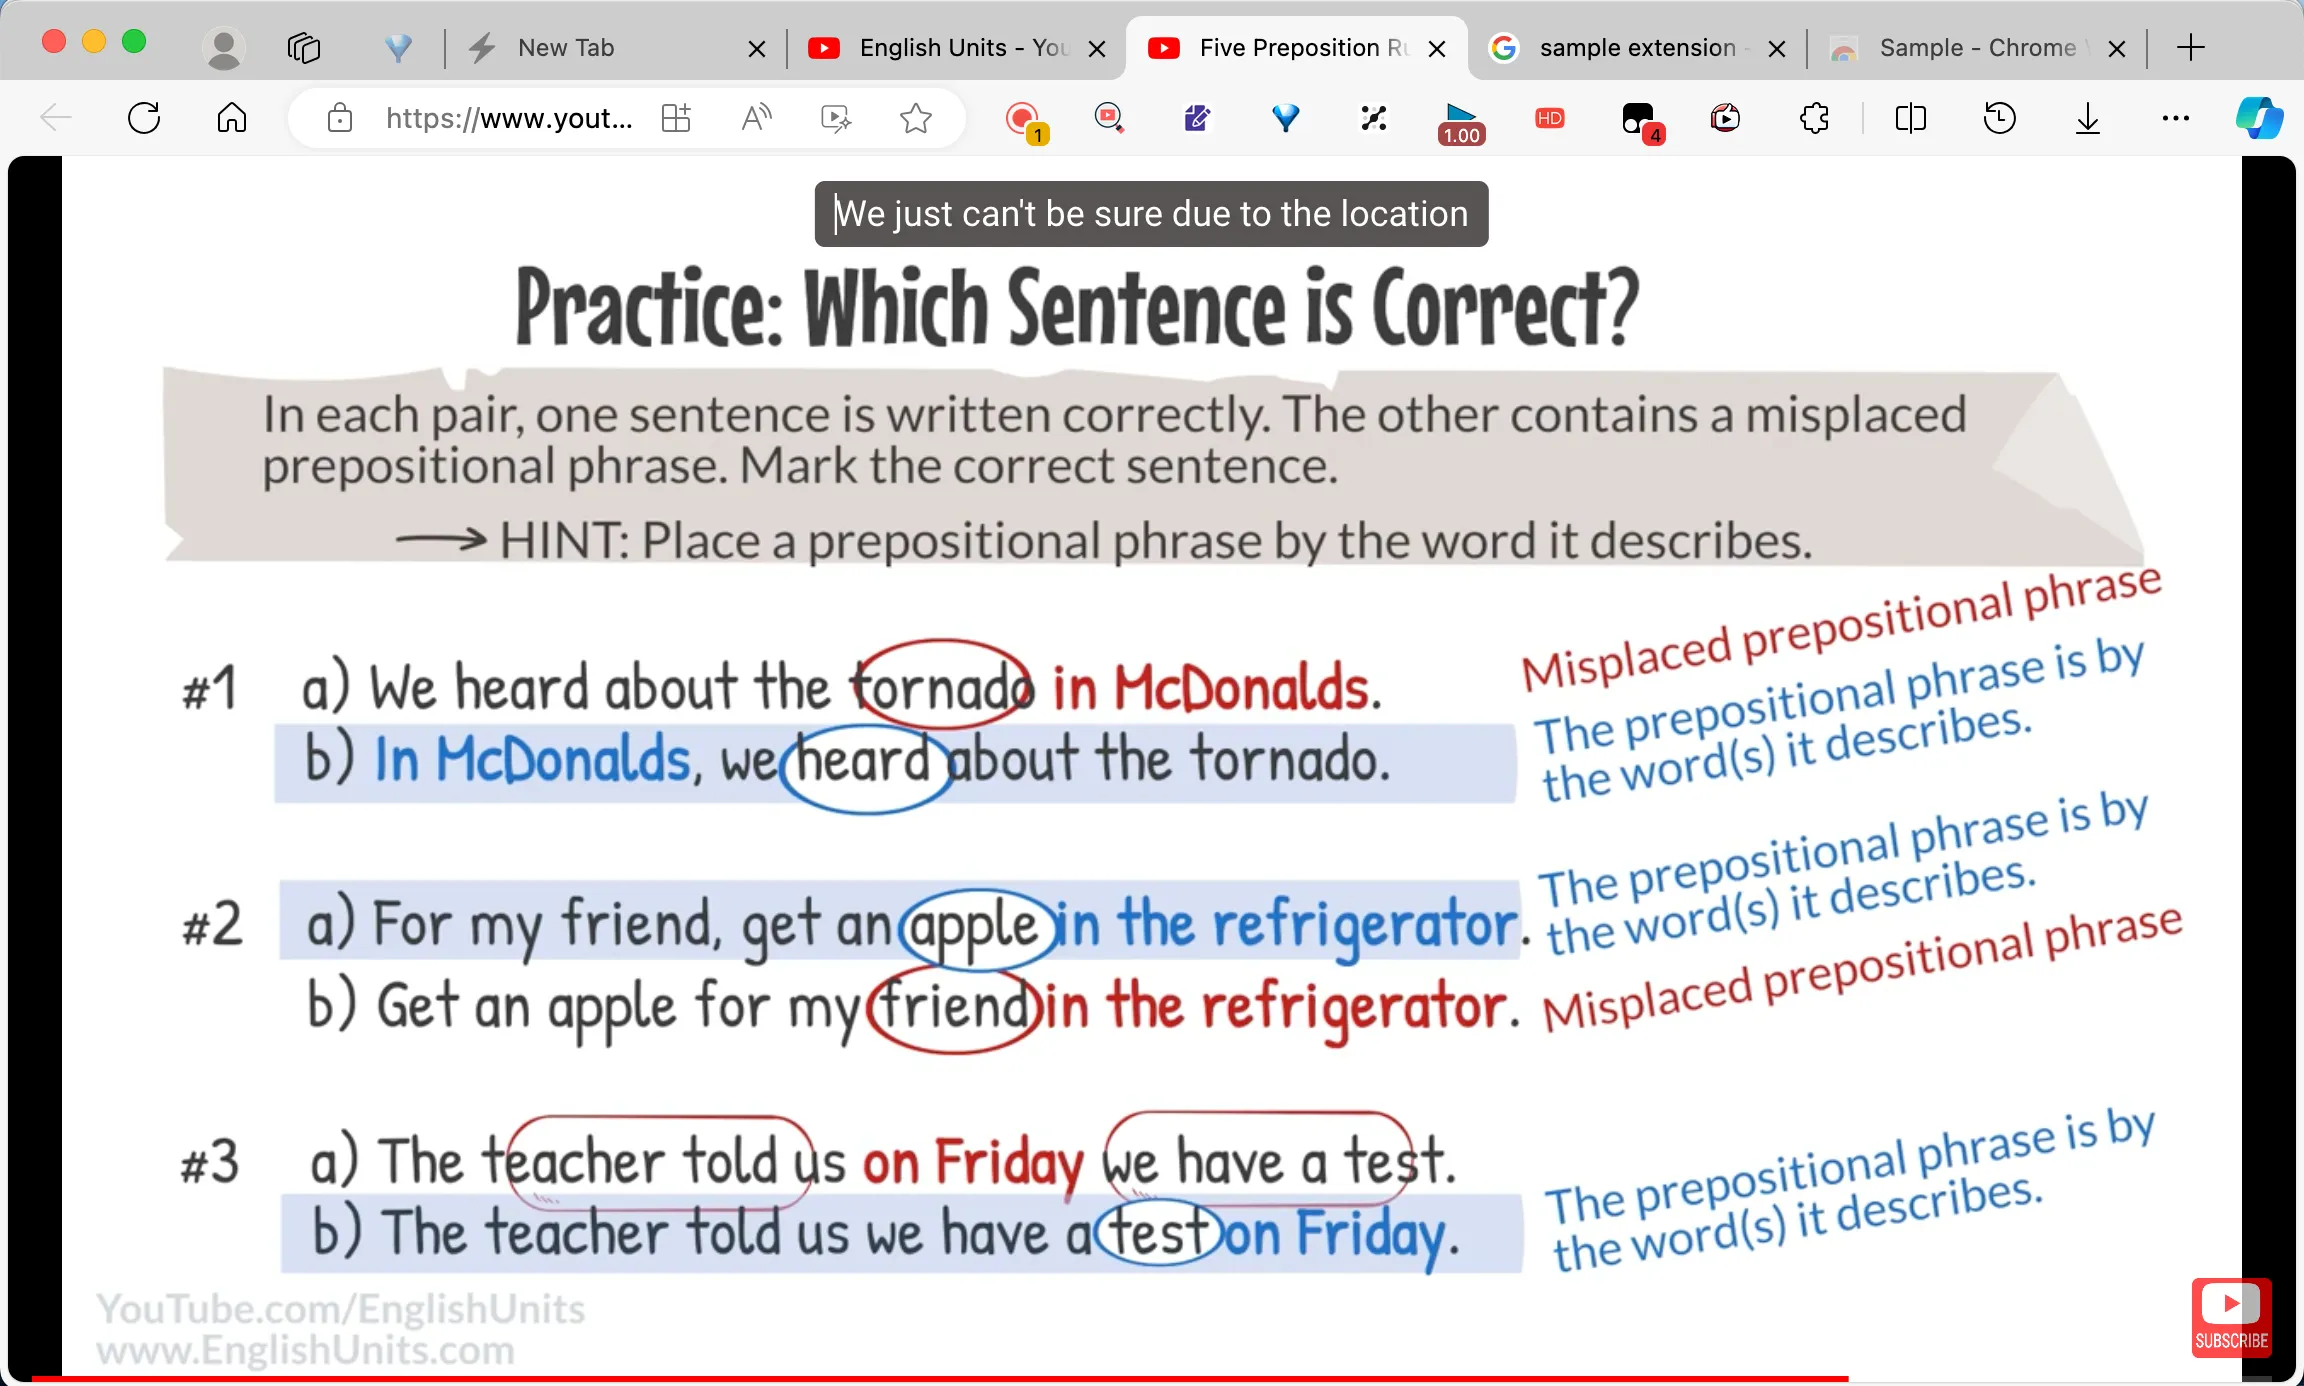 New Tab
English Units - You
Five Preposition Ru
sample extension -
Sample - Chrome
https://www.yout...
1
1.00
HD
4
We just can't be sure due to the location
Practice: Which Sentence is Correct?
In each pair, one sentence is written correctly. The other contains a misplaced
prepositional phrase. Mark the correct sentence.
HINT: Place a prepositional phrase by the word it describes.
#1 a) We heard about the tornado in McDonalds.
Misplaced prepositional phrase
b) In McDonalds, we heard about the tornado.
The prepositional phrase is by
the word(s) it describes.
#2 a) For my friend, get an apple in the refrigerator.
The prepositional phrase is by
the word(s) it describes.
b) Get an apple for my friend in the refrigerator.
Misplaced prepositional phrase
#3 a) The teacher told us on Friday we have a test.
b) The teacher told us we have a test on Friday.
The prepositional phrase is by
the word(s) it describes.
YouTube.com/EnglishUnits
www.EnglishUnits.com
SUBSCRIBE